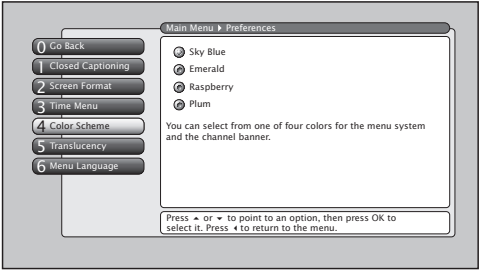 Main Menu ▸ Preferences
0 Go Back
1 Closed Captioning
2 Screen Format
3 Time Menu
4 Color Scheme
5 Translucency
6 Menu Language
Sky Blue
Emerald
Raspberry
Plum
You can select from one of four colors for the menu system
and the channel banner.
Press ▴ or ▾ to point to an option, then press OK to
select it. Press ◂ to return to the menu.